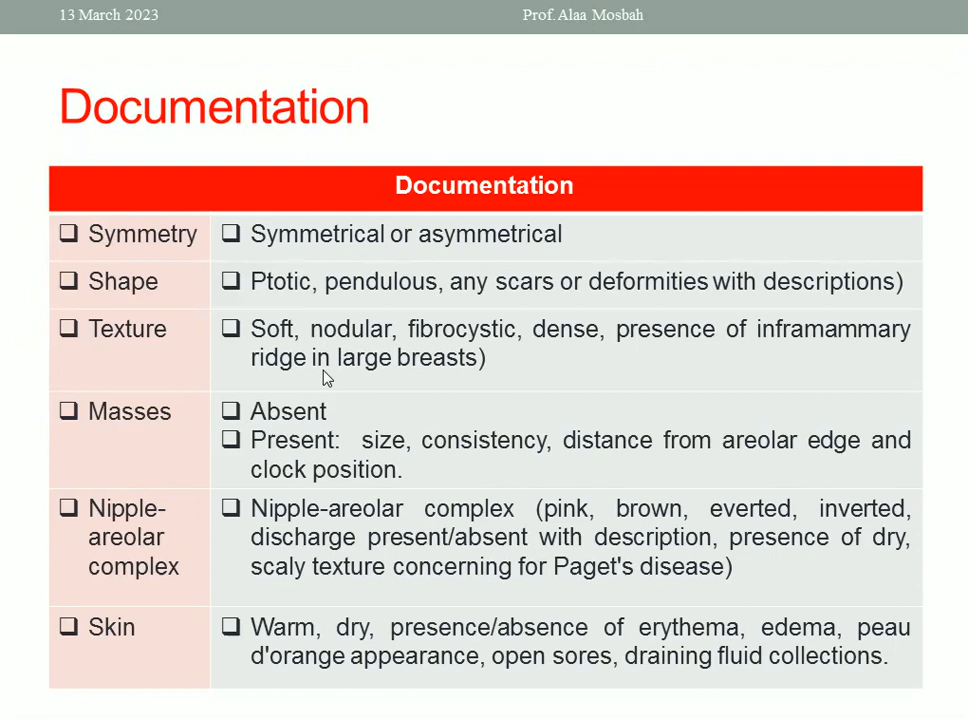 13 March 2023
Prof. Alaa Mosbah
Documentation
Documentation
❑ Symmetry
❑ Symmetrical or asymmetrical
❑ Shape
❑ Ptotic, pendulous, any scars or deformities with descriptions)
❑ Texture
❑ Soft, nodular, fibrocystic, dense, presence of inframammary
ridge in large breasts)
❑ Masses
❑ Absent
❑ Present: size, consistency, distance from areolar edge and
clock position.
❑ Nipple-
areolar
complex
❑ Nipple-areolar complex (pink, brown, everted, inverted,
discharge present/absent with description, presence of dry,
scaly texture concerning for Paget's disease)
❑ Skin
❑ Warm, dry, presence/absence of erythema, edema, peau
d'orange appearance, open sores, draining fluid collections.